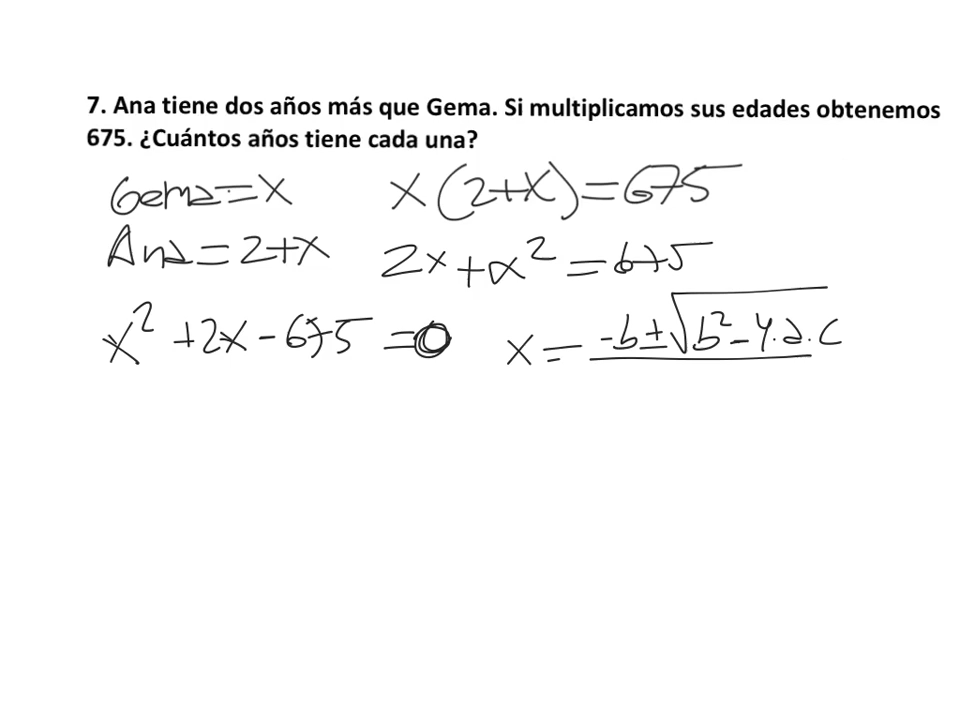 7. Ana tiene dos años más que Gema. Si multiplicamos sus edades obtenemos
675. ¿Cuántos años tiene cada una?
Gema=x x(2+x)=675
Ana=2+x 2x+x²=675
x²+2x-675=0 x=-b±√b²-4.a.c